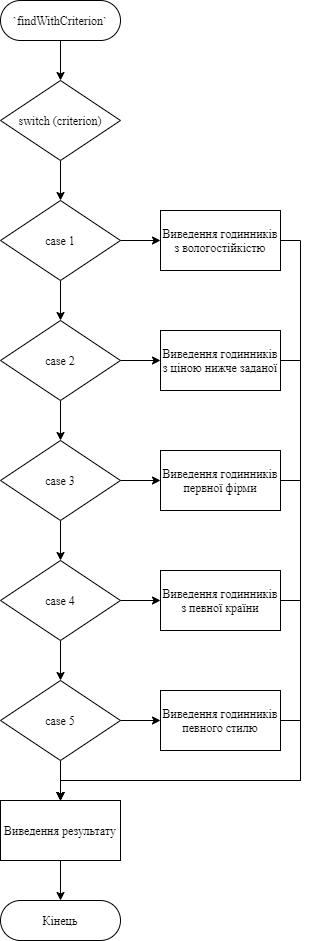 `findWithCriterion`
switch (criterion)
case 1
Виведення годинників
з вологостійкістю
case 2
Виведення годинників
з ціною нижче заданої
case 3
Виведення годинників
первної фірми
case 4
Виведення годинників
з певної країни
case 5
Виведення годинників
певного стилю
Виведення результату
Кінець